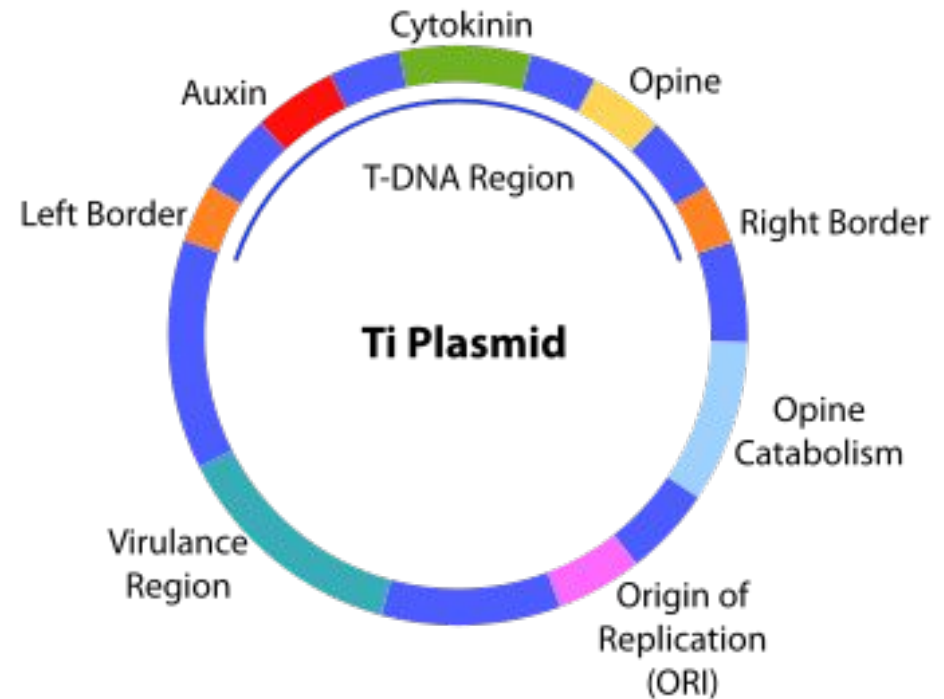 Cytokinin
Auxin
Opine
T-DNA Region
Left Border
Right Border
Ti Plasmid
Opine
Catabolism
Virulance
Region
Origin of
Replication
(ORI)